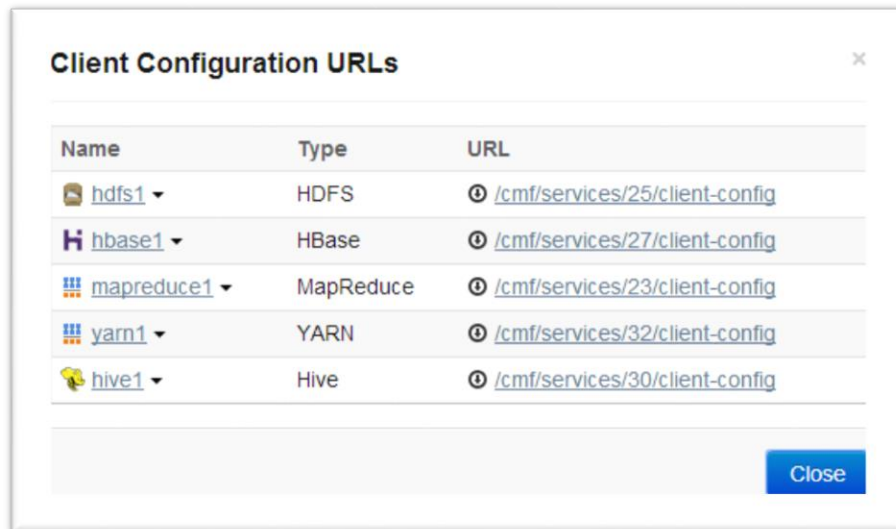 Client Configuration URLs ×
Name Type URL
hdfs1 HDFS /cmf/services/25/client-config
hbase1 HBase /cmf/services/27/client-config
mapreduce1 MapReduce /cmf/services/23/client-config
yarn1 YARN /cmf/services/32/client-config
hive1 Hive /cmf/services/30/client-config
Close